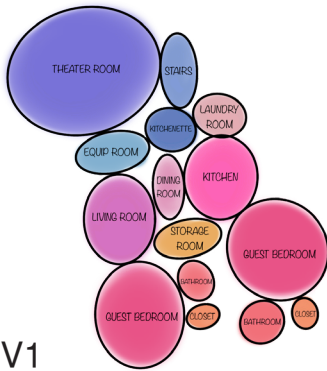 THEATER ROOM
STAIRS
LAUNDRY
ROOM
KITCHENETTE
EQUIP ROOM
DINING
ROOM
KITCHEN
LIVING ROOM
STORAGE
ROOM
GUEST BEDROOM
BATHROOM
GUEST BEDROOM
CLOSET
BATHROOM
CLOSET
V1